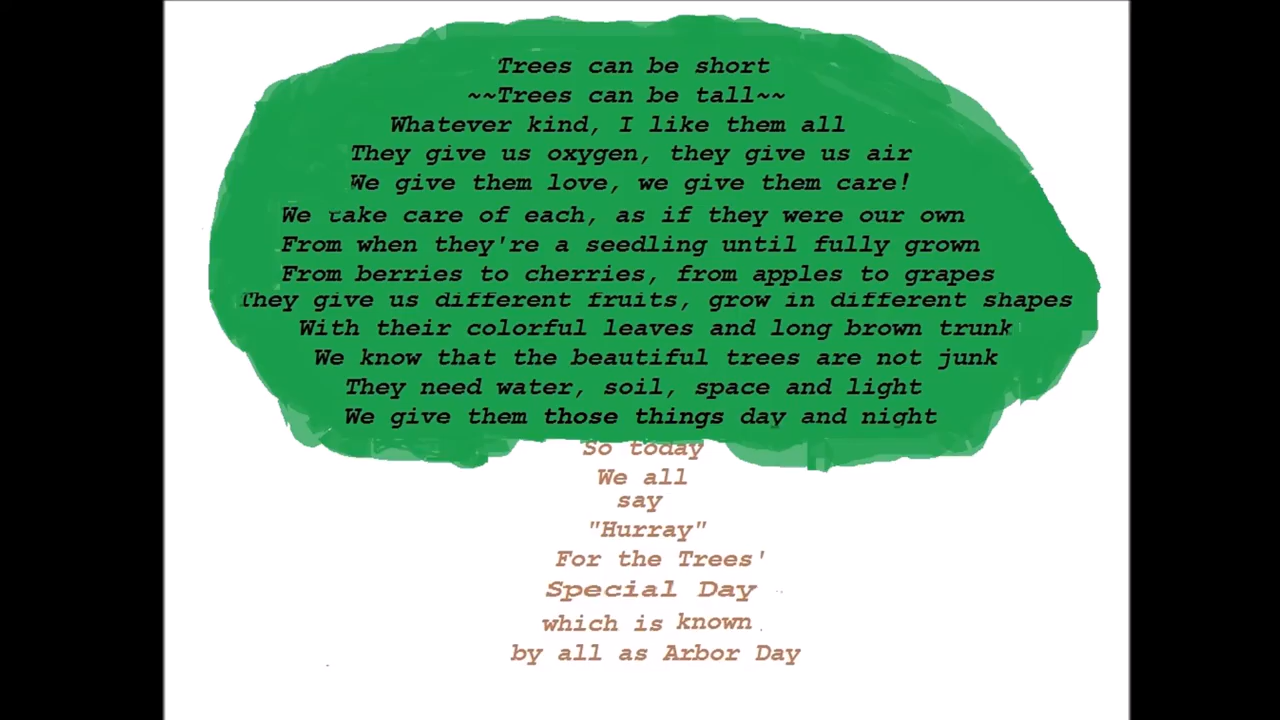 Trees can be short
~~Trees can be tall~~
Whatever kind, I like them all
They give us oxygen, they give us air
We give them love, we give them care!
We take care of each, as if they were our own
From when they're a seedling until fully grown
From berries to cherries, from apples to grapes
They give us different fruits, grow in different shapes
With their colorful leaves and long brown trunk
We know that the beautiful trees are not junk
They need water, soil, space and light
We give them those things day and night
So today
We all
say
"Hurray"
For the Trees'
Special Day
which is known
by all as Arbor Day